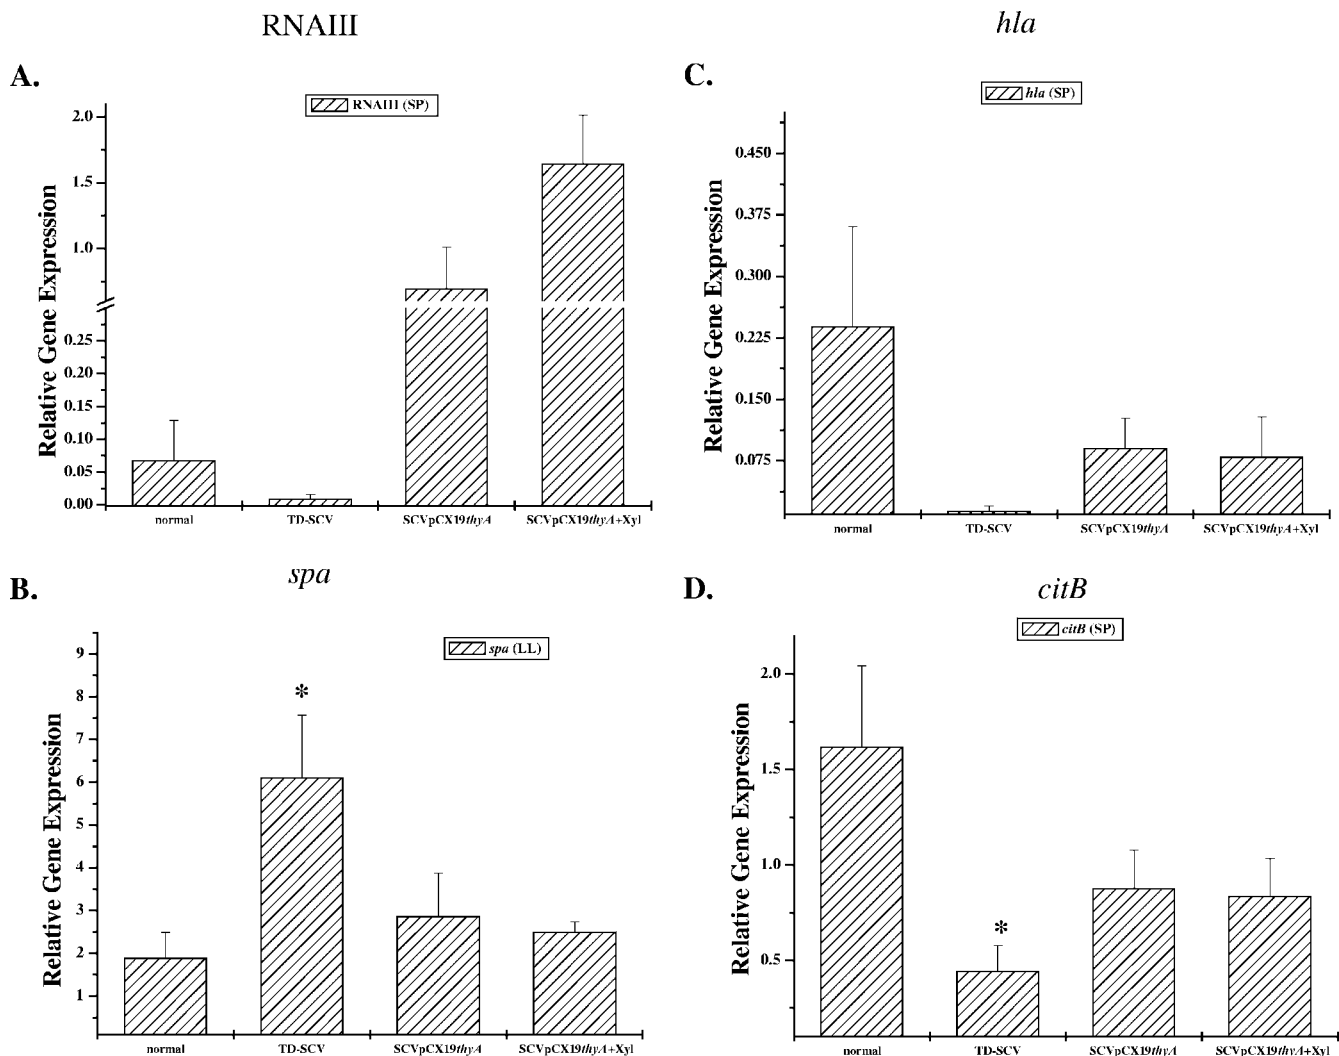 RNAIII
A.
RNAIII (SP)
Relative Gene Expression
2.0
1.5
1.0
0.25
0.20
0.15
0.10
0.05
0.00
normal TD-SCV SCVpCX19thyA SCVpCX19thyA+Xyl
hla
C.
hla (SP)
Relative Gene Expression
0.450
0.375
0.300
0.225
0.150
0.075
normal TD-SCV SCVpCX19thyA SCVpCX19thyA+Xyl
spa
B.
spa (LL)
Relative Gene Expression
9
8
*
7
6
5
4
3
2
1
normal TD-SCV SCVpCX19thyA SCVpCX19thyA+Xyl
citB
D.
citB (SP)
Relative Gene Expression
2.0
1.5
1.0
*
0.5
normal TD-SCV SCVpCX19thyA SCVpCX19thyA+Xyl